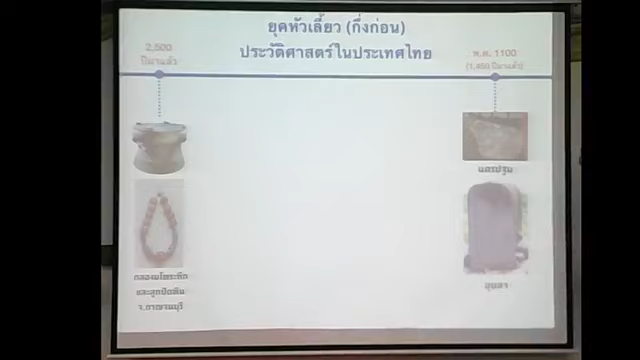 ยุคหัวเลี้ยว (กึ่งก่อน)
ประวัติศาสตร์ในประเทศไทย
2,500
ปีมาแล้ว
พ.ศ. 1100
(1,450 ปีมาแล้ว)
กลองมโหระทึก
และลูกปัดหิน
จ.กาญจนบุรี
นครปฐม